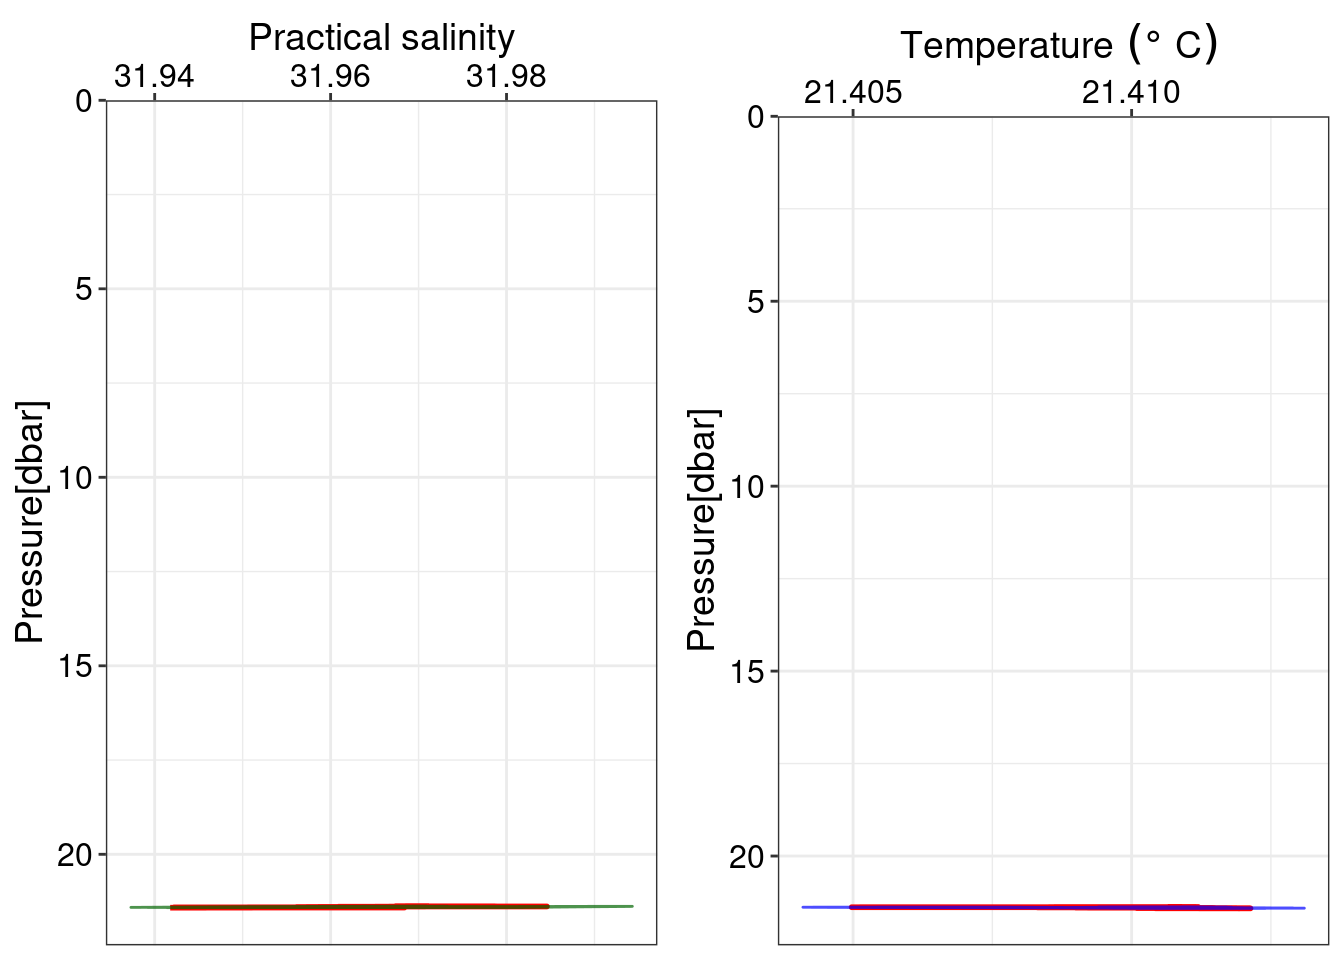 Practical salinity
31.94 31.96 31.98
0
5
10
15
20
Pressure[dbar]
Temperature (° C)
21.405 21.410
0
5
10
15
20
Pressure[dbar]